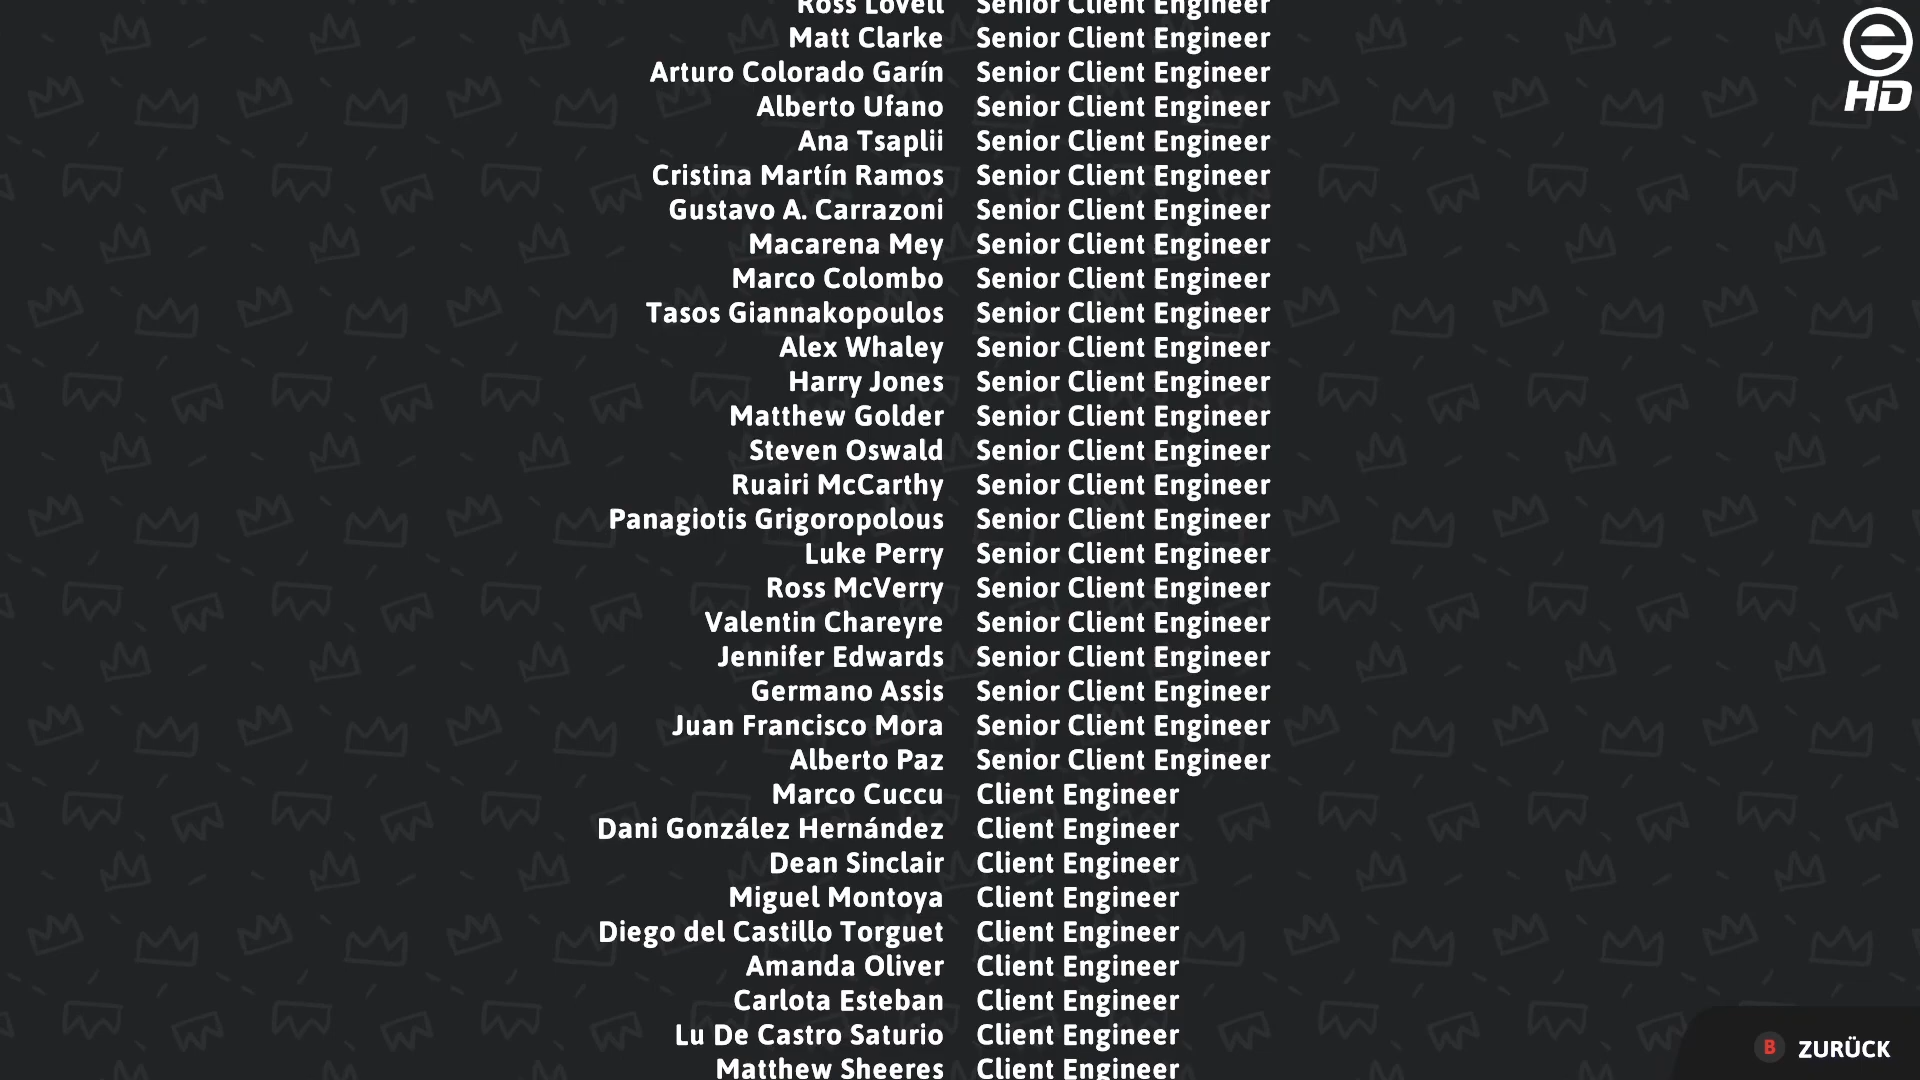 Ross Lovell Senior Client Engineer
Matt Clarke Senior Client Engineer
Arturo Colorado Garín Senior Client Engineer
Alberto Ufano Senior Client Engineer
Ana Tsaplii Senior Client Engineer
Cristina Martín Ramos Senior Client Engineer
Gustavo A. Carrazoni Senior Client Engineer
Macarena Mey Senior Client Engineer
Marco Colombo Senior Client Engineer
Tasos Giannakopoulos Senior Client Engineer
Alex Whaley Senior Client Engineer
Harry Jones Senior Client Engineer
Matthew Golder Senior Client Engineer
Steven Oswald Senior Client Engineer
Ruairi McCarthy Senior Client Engineer
Panagiotis Grigoropolous Senior Client Engineer
Luke Perry Senior Client Engineer
Ross McVerry Senior Client Engineer
Valentin Chareyre Senior Client Engineer
Jennifer Edwards Senior Client Engineer
Germano Assis Senior Client Engineer
Juan Francisco Mora Senior Client Engineer
Alberto Paz Senior Client Engineer
Marco Cuccu Client Engineer
Dani González Hernández Client Engineer
Dean Sinclair Client Engineer
Miguel Montoya Client Engineer
Diego del Castillo Torguet Client Engineer
Amanda Oliver Client Engineer
Carlota Esteban Client Engineer
Lu De Castro Saturio Client Engineer
Matthew Sheeres Client Engineer
e
HD
B ZURÜCK